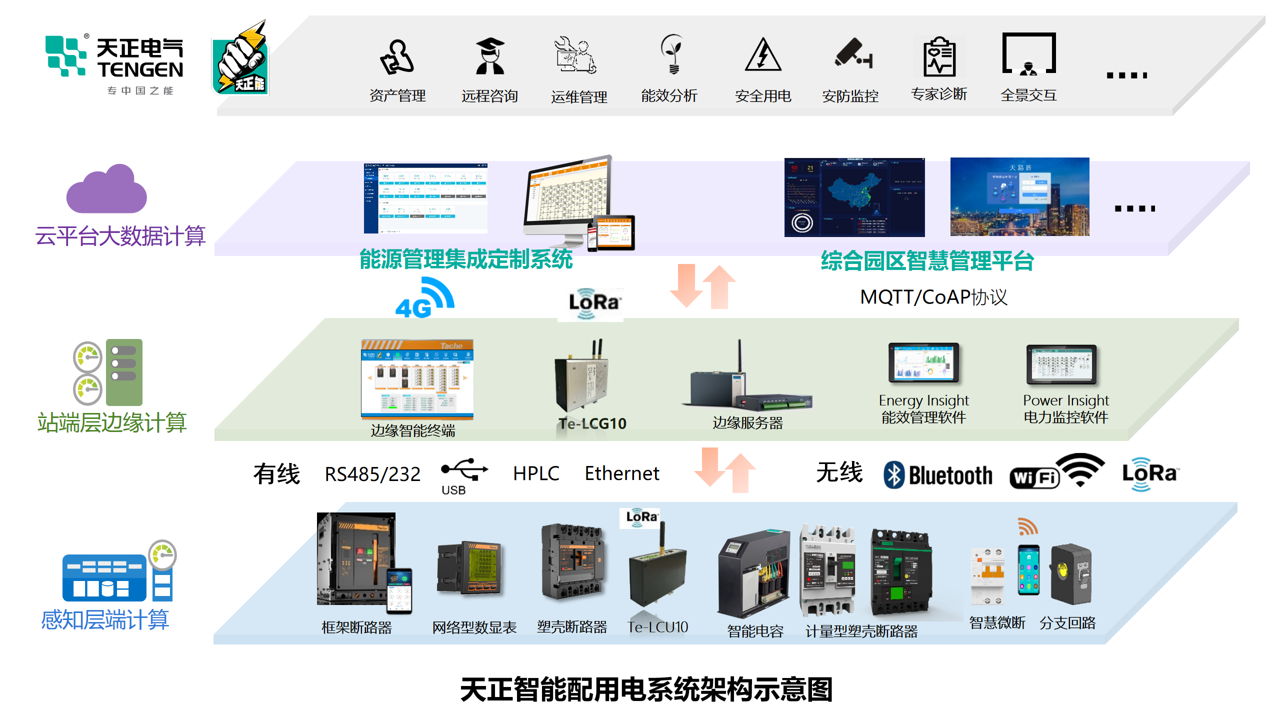 天正电气
TENGEN
专中国之能
天正能
资产管理
远程咨询
运维管理
能效分析
安全用电
安防监控
专家诊断
全景交互
云平台大数据计算
能源管理集成定制系统
综合园区智慧管理平台
4G
LoRa
MQTT/CoAP协议
站端层边缘计算
Tache
边缘智能终端
Te-LCG10
边缘服务器
Energy Insight
能效管理软件
Power Insight
电力监控软件
有线
RS485/232
USB
HPLC
Ethernet
无线
Bluetooth
WiFi
LoRa
感知层端计算
LoRa
框架断路器
网络型数显表
塑壳断路器
Te-LCU10
智能电容
计量型塑壳断路器
智慧微断
分支回路
天正智能配用电系统架构示意图